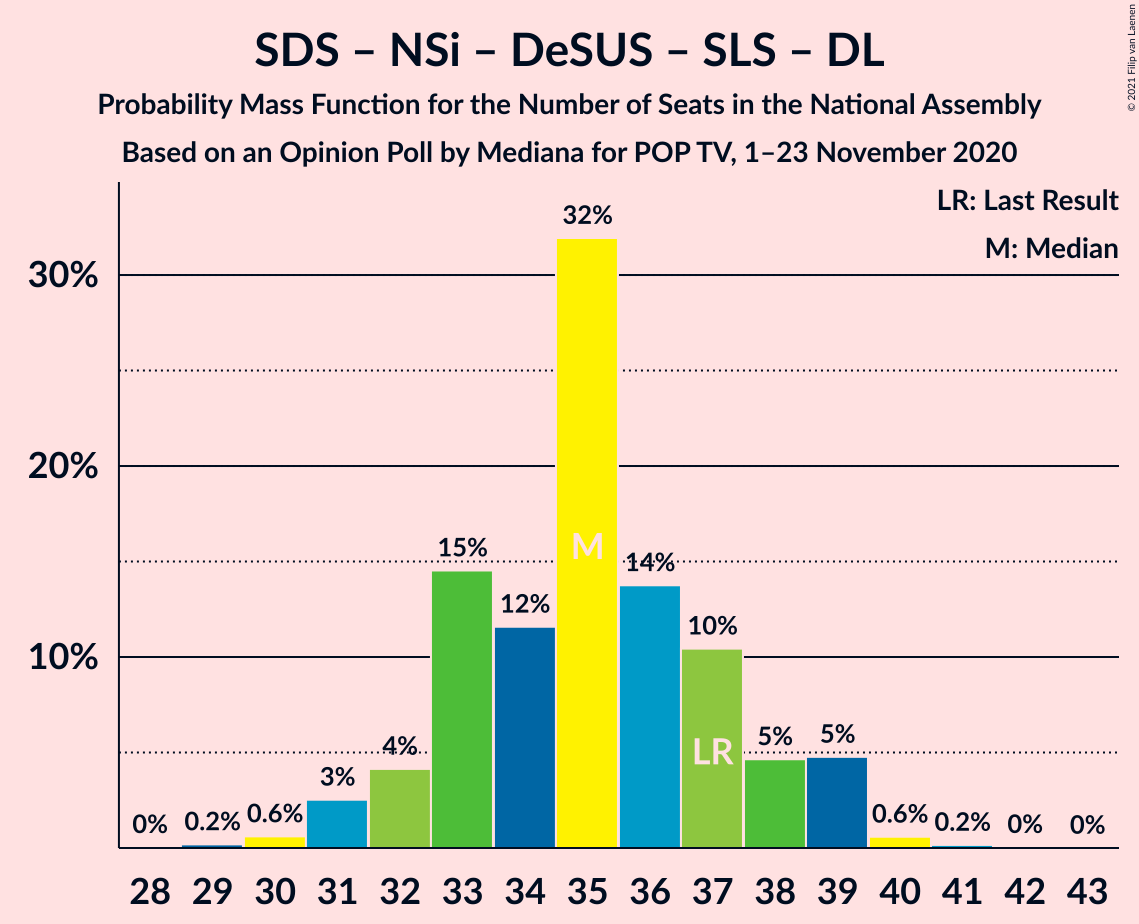 SDS – NSi – DeSUS – SLS – DL
Probability Mass Function for the Number of Seats in the National Assembly
Based on an Opinion Poll by Mediana for POP TV, 1–23 November 2020
© 2021 Filip van Laenen
LR: Last Result
M: Median
30%
20%
10%
0%
0.2%
0.6%
3%
4%
15%
12%
32%
14%
10%
5%
5%
0.6%
0.2%
0%
0%
M
LR
28 29 30 31 32 33 34 35 36 37 38 39 40 41 42 43